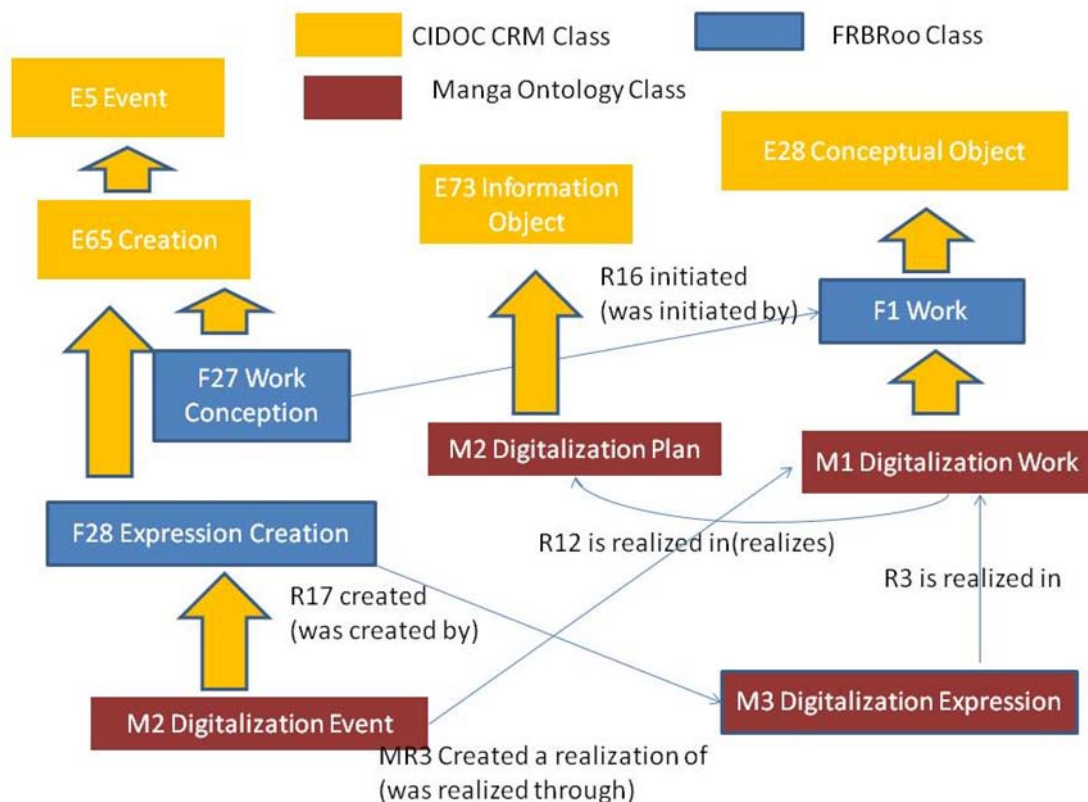 CIDOC CRM Class
FRBRoo Class
Manga Ontology Class
E5 Event
E28 Conceptual Object
E73 Information
Object
E65 Creation
R16 initiated
(was initiated by)
F1 Work
F27 Work
Conception
M2 Digitalization Plan
M1 Digitalization Work
F28 Expression Creation
R12 is realized in(realizes)
R3 is realized in
R17 created
(was created by)
M2 Digitalization Event
M3 Digitalization Expression
MR3 Created a realization of
(was realized through)